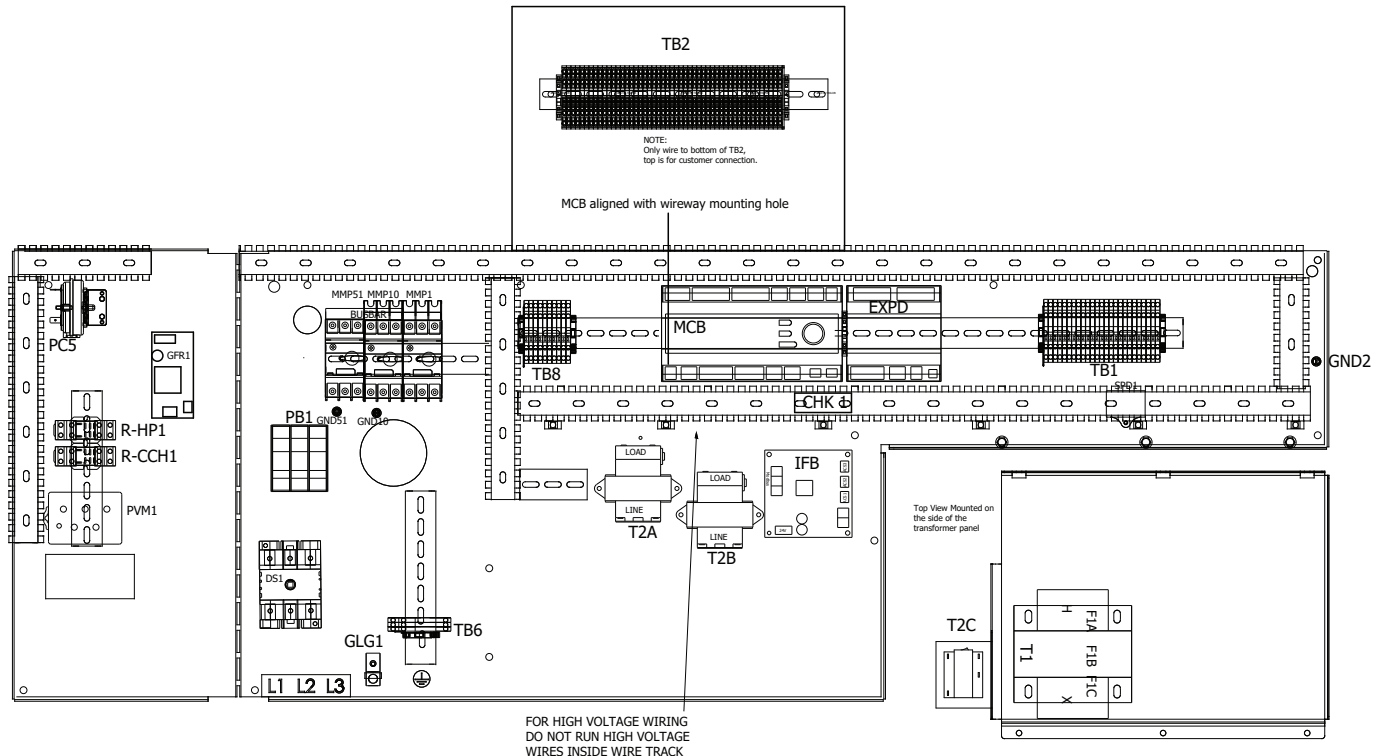 TB2
NOTE:
Only wire to bottom of TB2,
top is for customer connection.
MCB aligned with wireway mounting hole
MMP51 MMP10 MMP1
BUSBAR
PC5
GFR1
MCB
EXPD
TB8
TB1
GND2
SPD1
CHK 1
R-HP1
R-CCH1
PB1
GND51
GND10
PVM1
LOAD
LINE
T2A
LOAD
LINE
T2B
IFB
24V
Top View Mounted on
the side of the
transformer panel
DS1
TB6
GLG1
L1 L2 L3
T2C
H
F1A
T1
F1B
F1C
X
FOR HIGH VOLTAGE WIRING
DO NOT RUN HIGH VOLTAGE
WIRES INSIDE WIRE TRACK